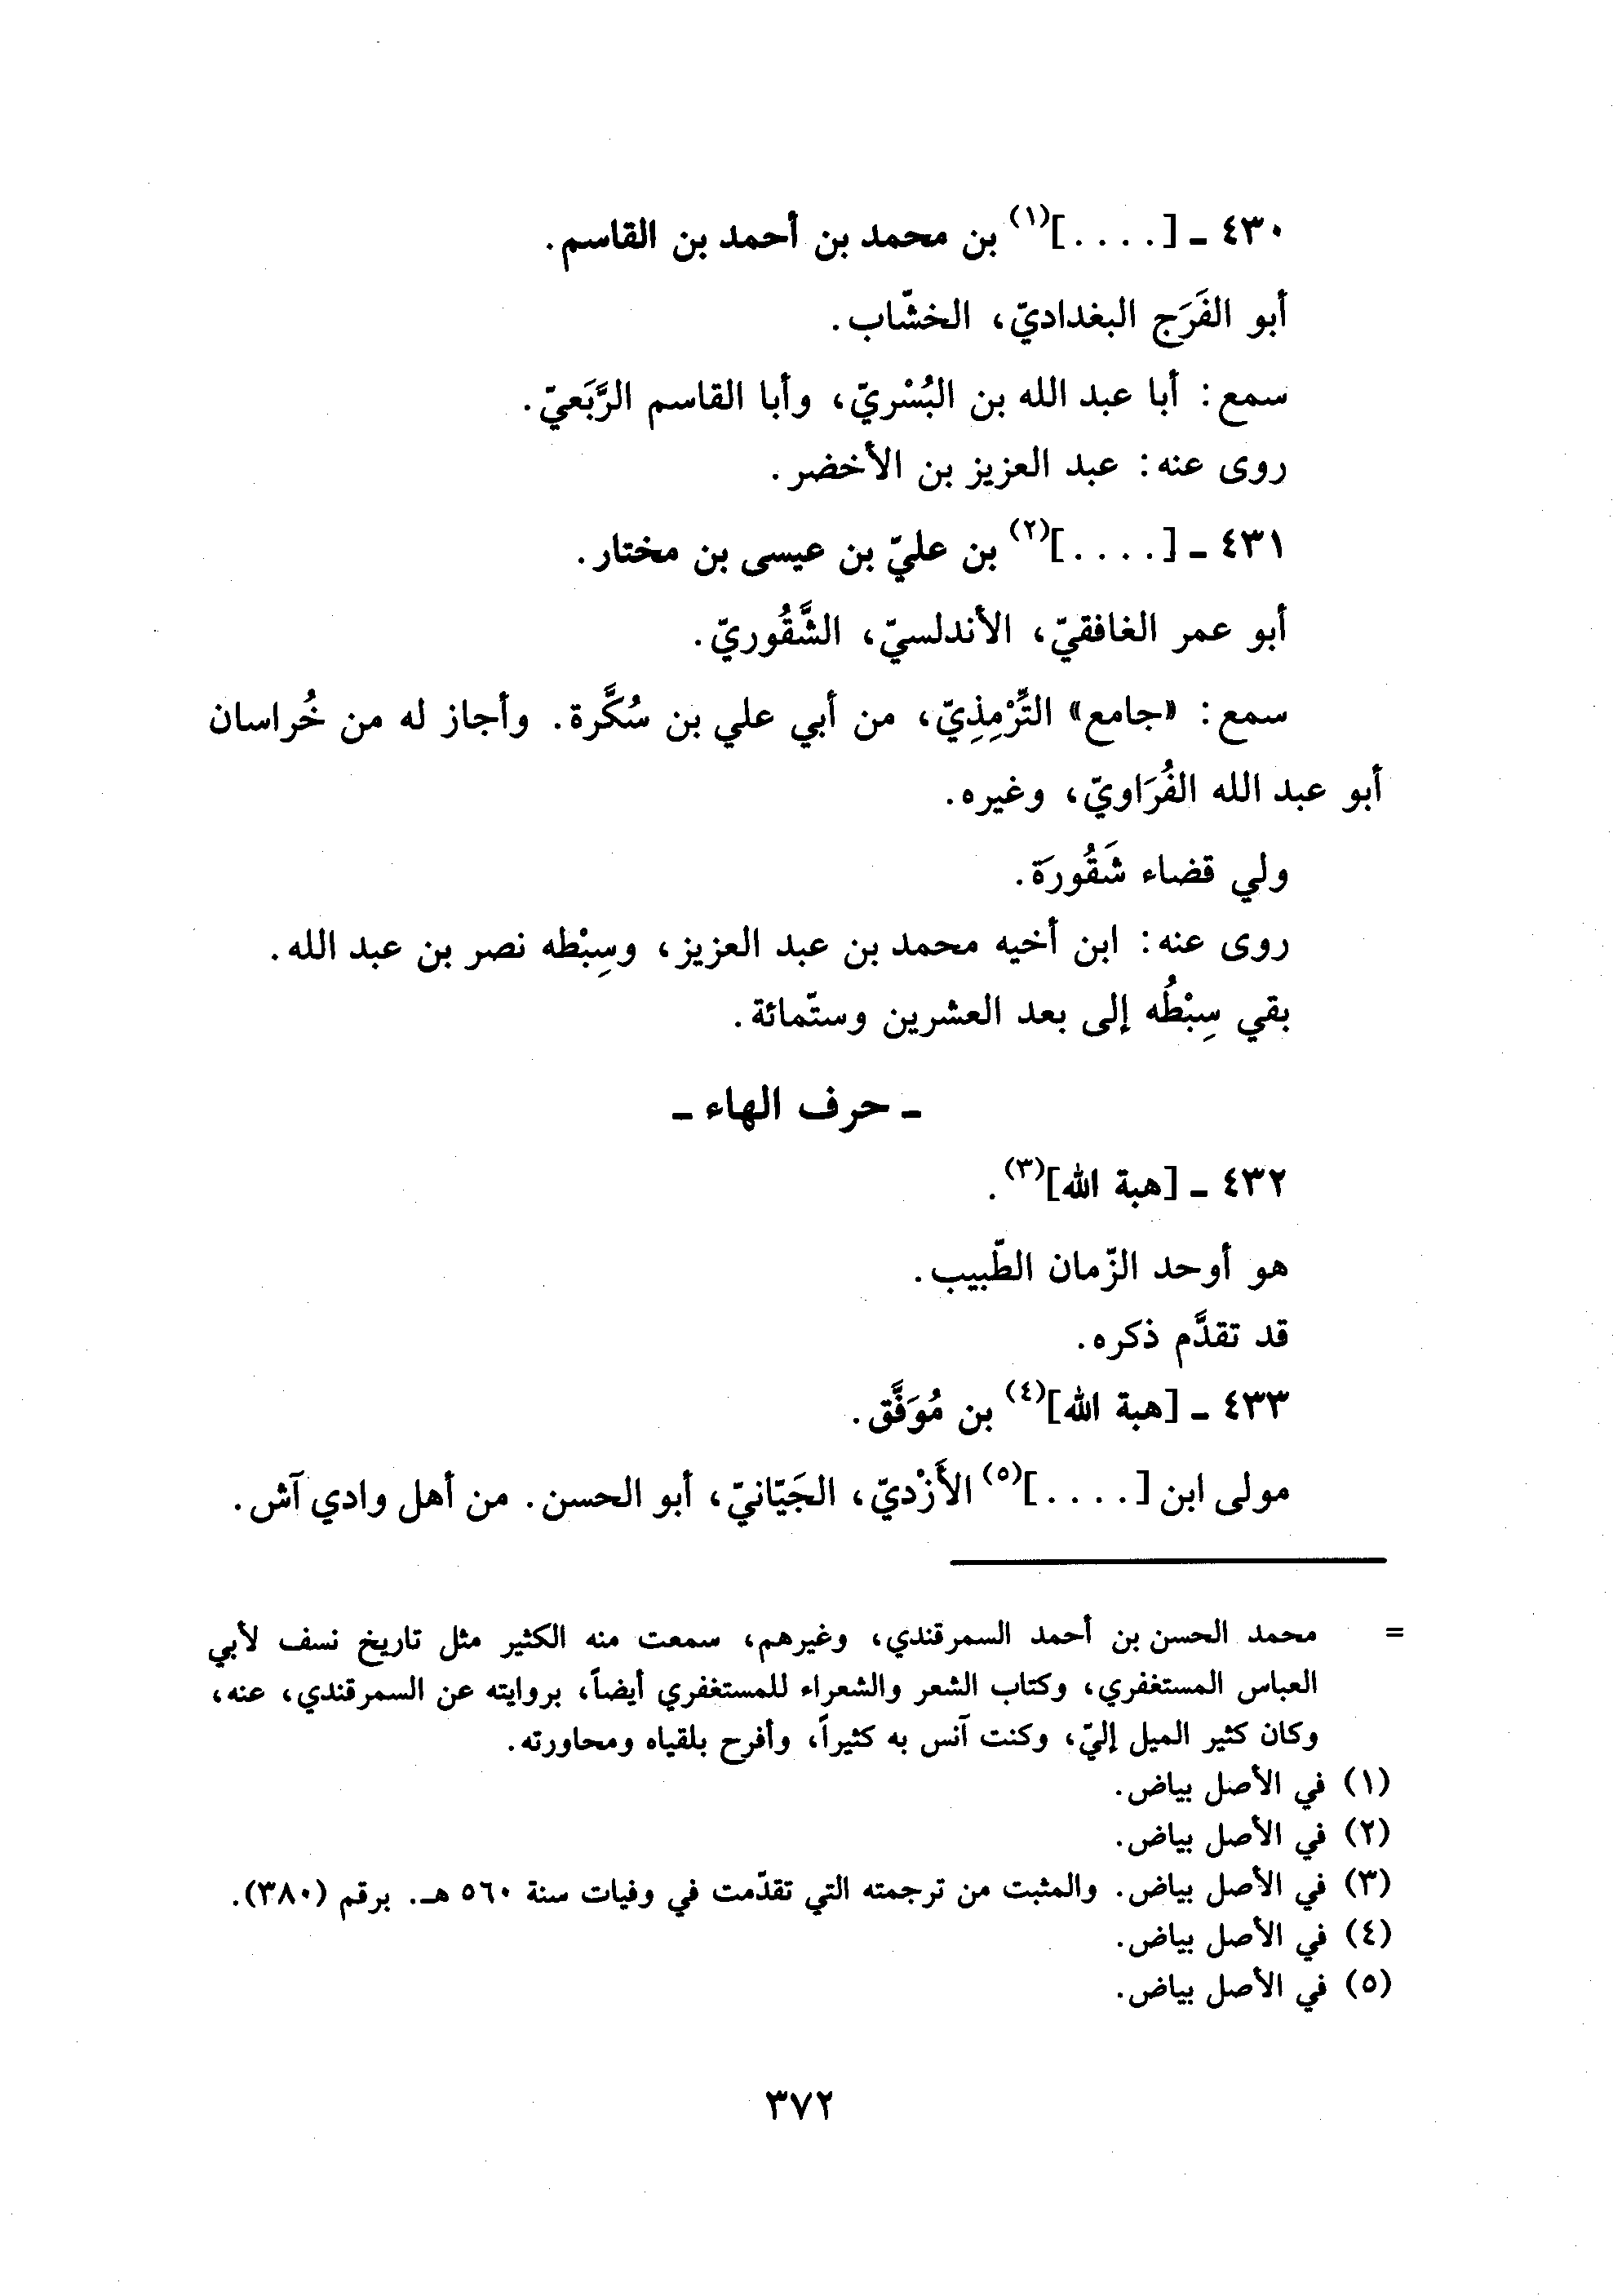 ٤٣٠ ـ [. . . .]⁽١⁾ بن محمد بن أحمد بن القاسم.
أبو الفَرَج البغداديّ، الخشّاب.
سمع: أبا عبد الله بن البُسْريّ، وأبا القاسم الرَّبَعيّ.
روى عنه: عبد العزيز بن الأخضر.
٤٣١ ـ [. . . .]⁽٢⁾ بن عليّ بن عيسى بن مختار.
أبو عمر الغافقيّ، الأندلسيّ، الشَّقُوريّ.
سمع: «جامع» التِّرْمِذِيّ، من أبي علي بن سُكَّرة. وأجاز له من خُراسان
أبو عبد الله الفُرَاويّ، وغيره.
ولي قضاء شَقُورَة.
روى عنه: ابن أخيه محمد بن عبد العزيز، وسِبْطه نصر بن عبد الله.
بقي سِبْطُه إلى بعد العشرين وستّمائة.
ـ حرف الهاء ـ
٤٣٢ ـ [هبة الله]⁽٣⁾.
هو أوحد الزّمان الطّبيب.
قد تقدَّم ذكره.
٤٣٣ ـ [هبة الله]⁽٤⁾ بن مُوَفَّق.
مولى ابن [. . . .]⁽٥⁾ الأَزْديّ، الجَيّانيّ، أبو الحسن. من أهل وادي آش.
= محمد الحسن بن أحمد السمرقندي، وغيرهم، سمعت منه الكثير مثل تاريخ نسف لأبي
العباس المستغفري، وكتاب الشعر والشعراء للمستغفري أيضاً، بروايته عن السمرقندي، عنه،
وكان كثير الميل إليّ، وكنت آنس به كثيراً، وأفرح بلقياه ومحاورته.
(١) في الأصل بياض.
(٢) في الأصل بياض.
(٣) في الأصل بياض. والمثبت من ترجمته التي تقدّمت في وفيات سنة ٥٦٠ هـ. برقم (٣٨٠).
(٤) في الأصل بياض.
(٥) في الأصل بياض.
٣٧٢